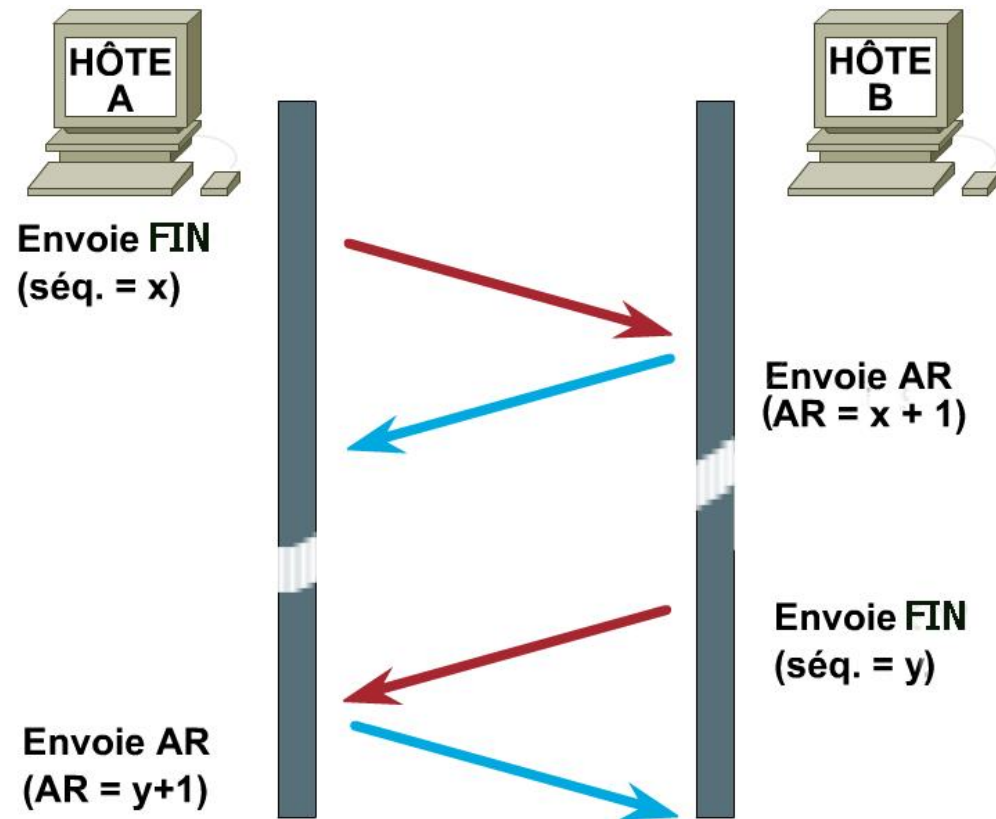 HÔTE
A
HÔTE
B
Envoie FIN
(séq. = x)
Envoie AR
(AR = x + 1)
Envoie FIN
(séq. = y)
Envoie AR
(AR = y+1)